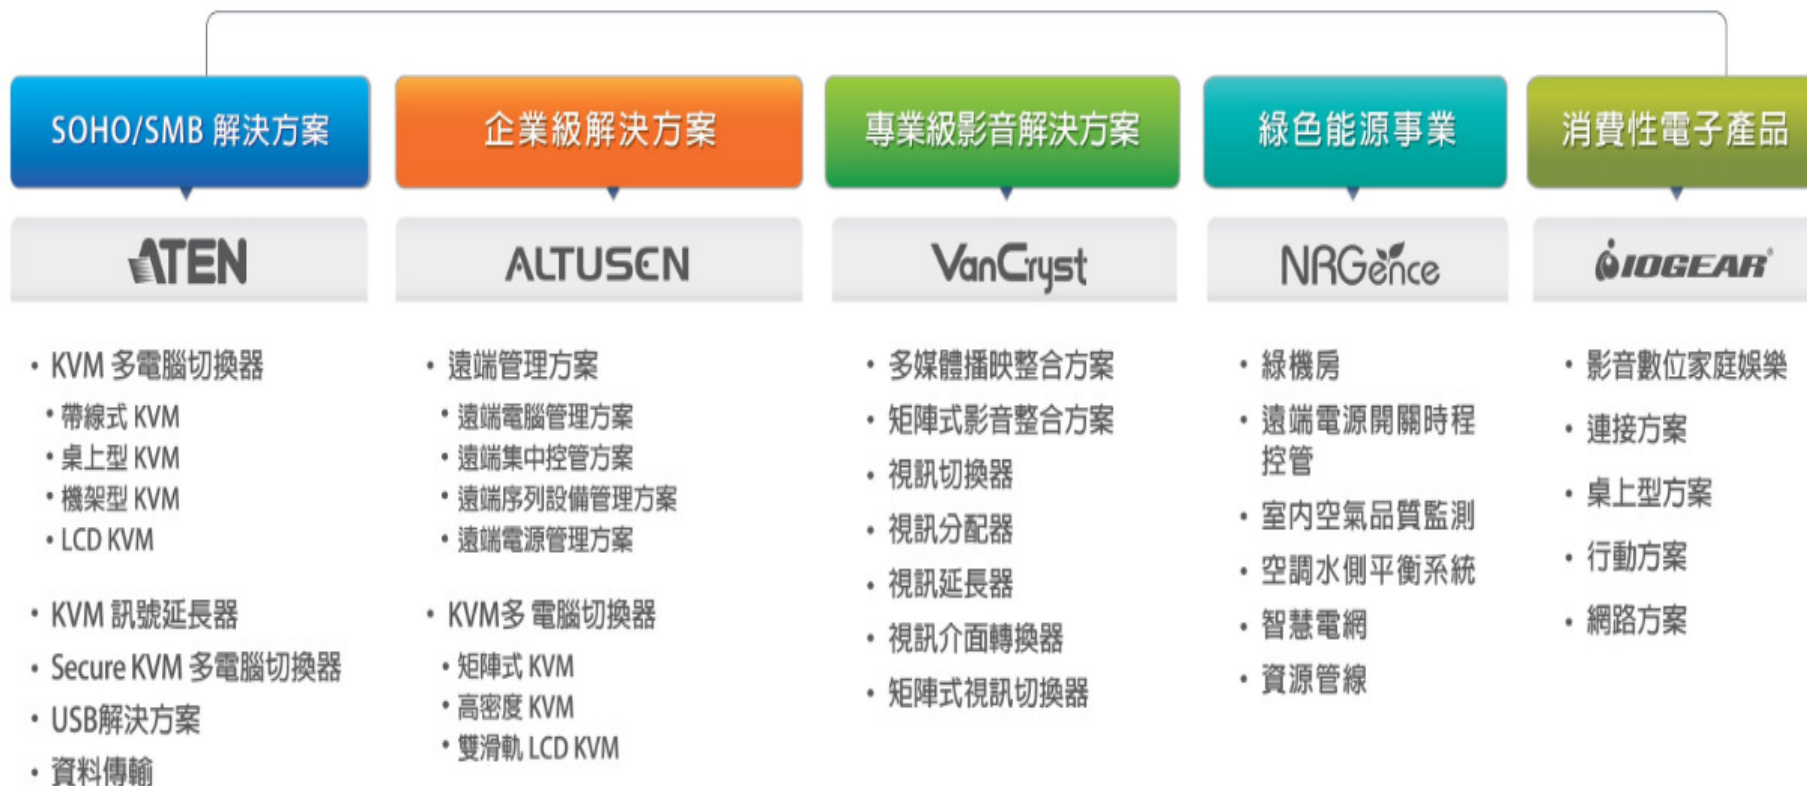 SOHO/SMB 解決方案
ATEN
• KVM 多電腦切換器
• 帶線式 KVM
• 桌上型 KVM
• 機架型 KVM
• LCD KVM
• KVM 訊號延長器
• Secure KVM 多電腦切換器
• USB解決方案
• 資料傳輸
企業級解決方案
ALTUSEN
• 遠端管理方案
• 遠端電腦管理方案
• 遠端集中控管方案
• 遠端序列設備管理方案
• 遠端電源管理方案
• KVM多 電腦切換器
• 矩陣式 KVM
• 高密度 KVM
• 雙滑軌 LCD KVM
專業級影音解決方案
VanCryst
• 多媒體播映整合方案
• 矩陣式影音整合方案
• 視訊切換器
• 視訊分配器
• 視訊延長器
• 視訊介面轉換器
• 矩陣式視訊切換器
綠色能源事業
NRGence
• 綠機房
• 遠端電源開關時程
控管
• 室內空氣品質監測
• 空調水側平衡系統
• 智慧電網
• 資源管線
消費性電子產品
IOGEAR®
• 影音數位家庭娛樂
• 連接方案
• 桌上型方案
• 行動方案
• 網路方案